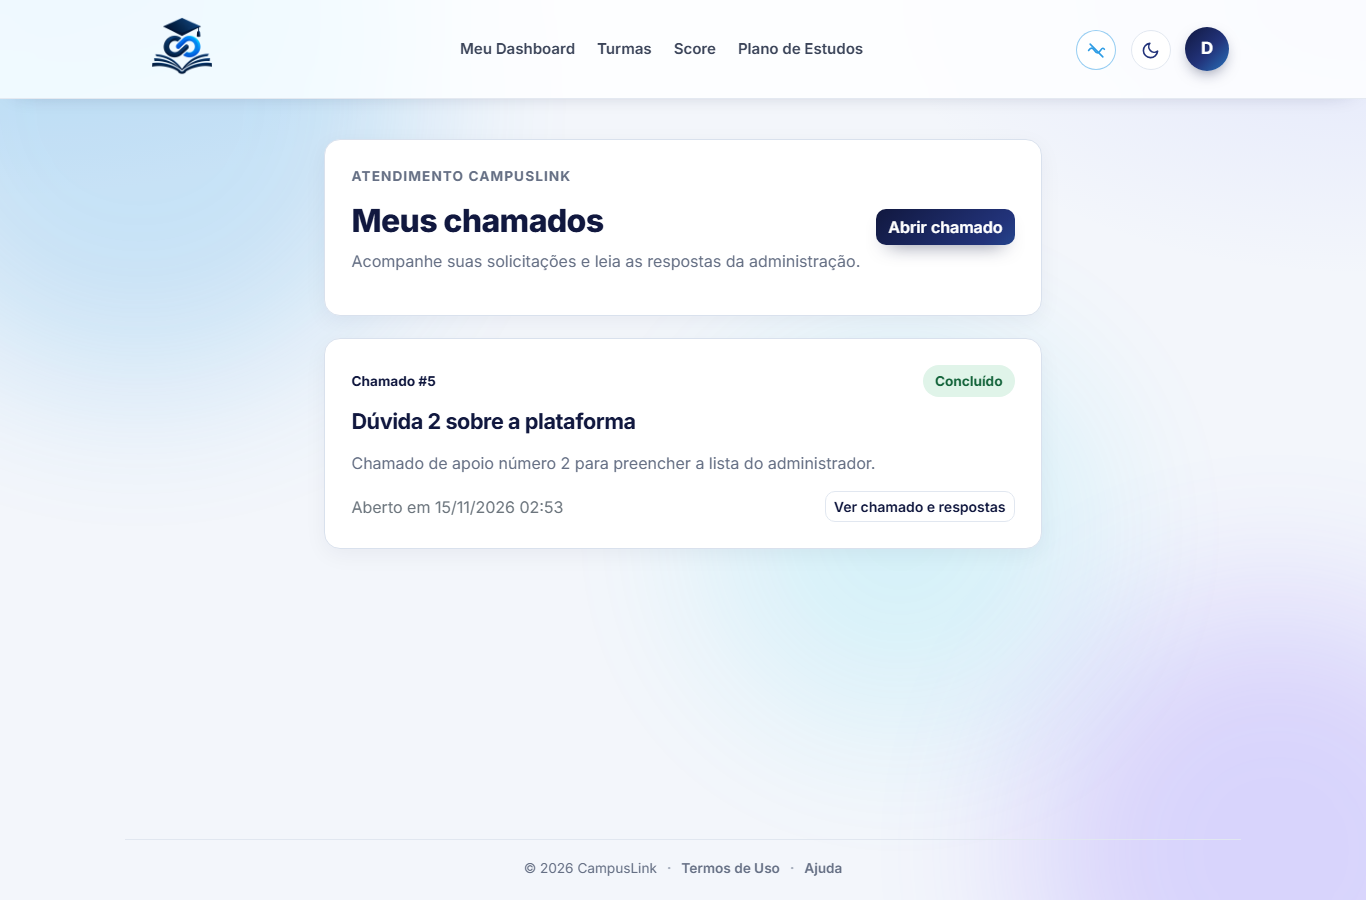 Meu Dashboard Turmas Score Plano de Estudos
D
ATENDIMENTO CAMPUSLINK
Meus chamados
Abrir chamado
Acompanhe suas solicitações e leia as respostas da administração.
Chamado #5
Concluído
Dúvida 2 sobre a plataforma
Chamado de apoio número 2 para preencher a lista do administrador.
Aberto em 15/11/2026 02:53
Ver chamado e respostas
© 2026 CampusLink · Termos de Uso · Ajuda